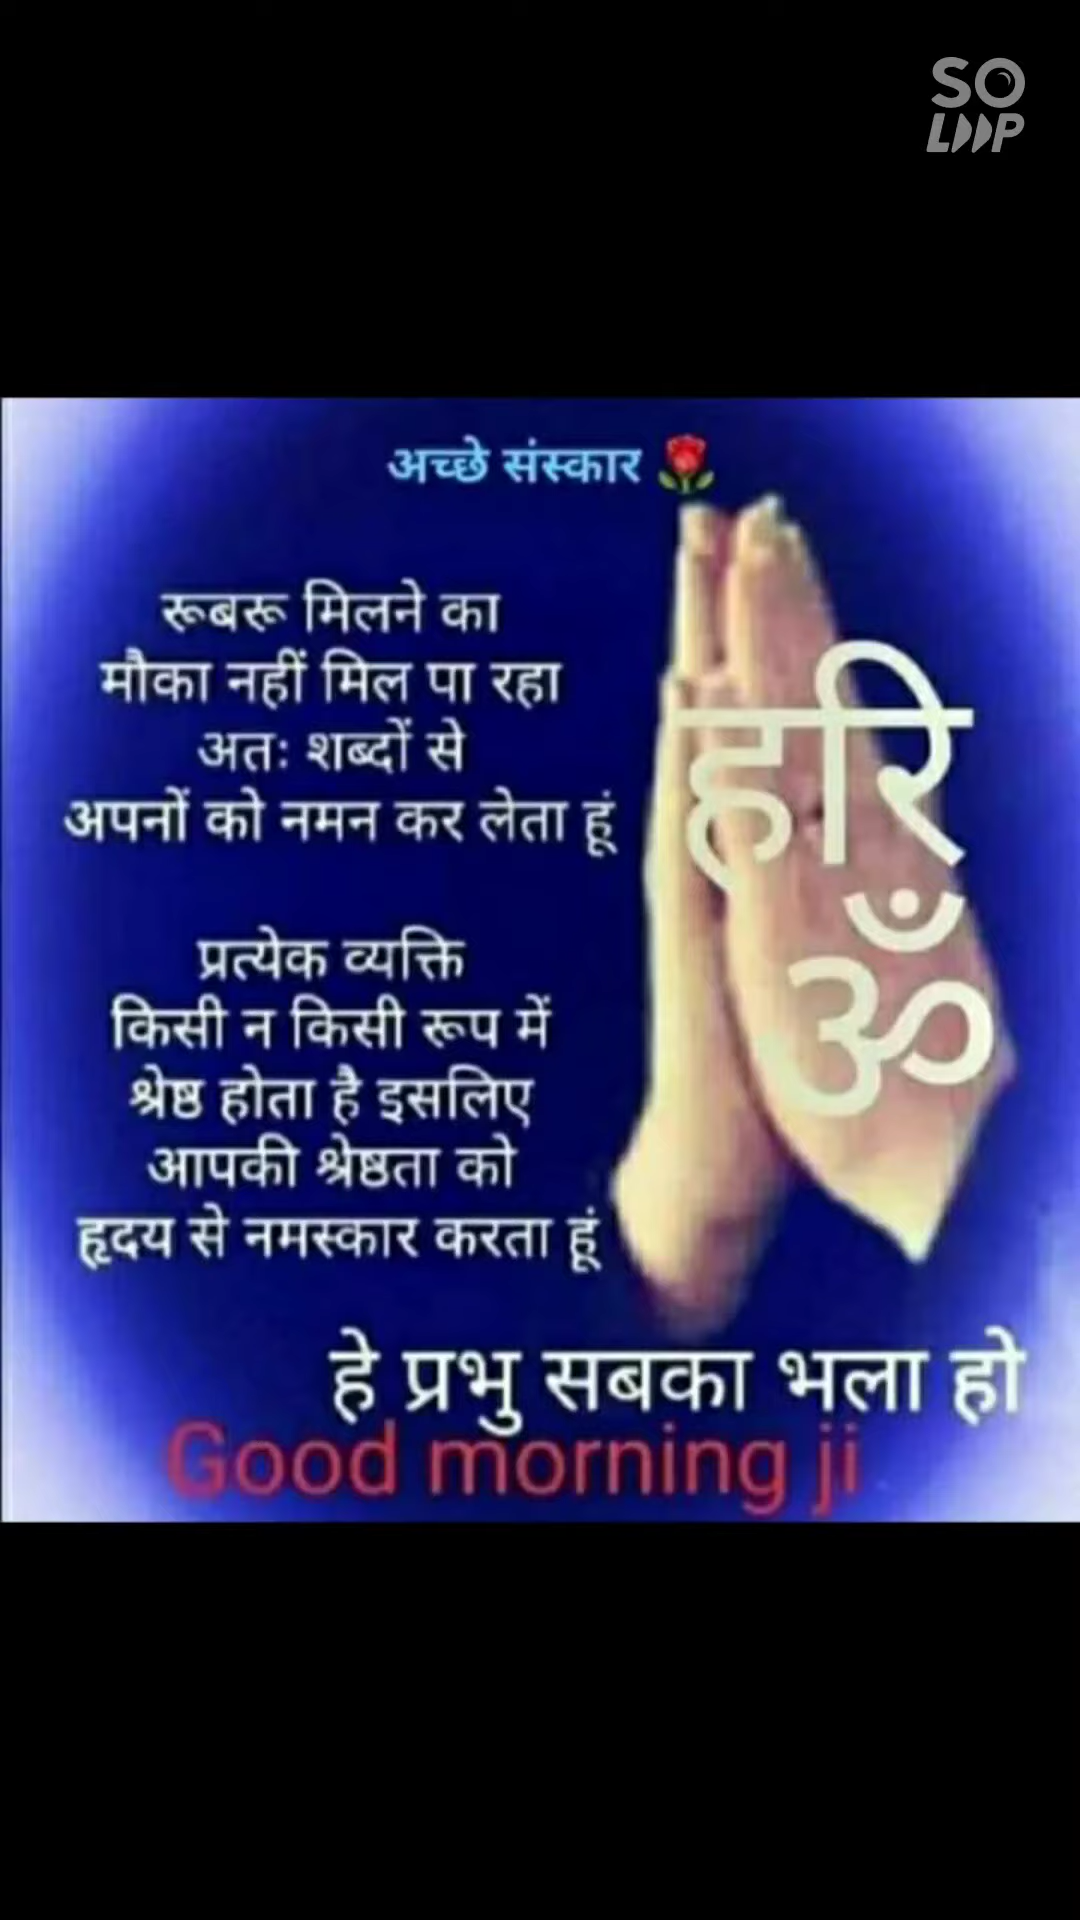 SO
LOOP
अच्छे संस्कार 🌹
रूबरू मिलने का
मौका नहीं मिल पा रहा
अतः शब्दों से
अपनों को नमन कर लेता हूं
हरि
ॐ
प्रत्येक व्यक्ति
किसी न किसी रूप में
श्रेष्ठ होता है इसलिए
आपकी श्रेष्ठता को
हृदय से नमस्कार करता हूं
हे प्रभु सबका भला हो
Good morning ji